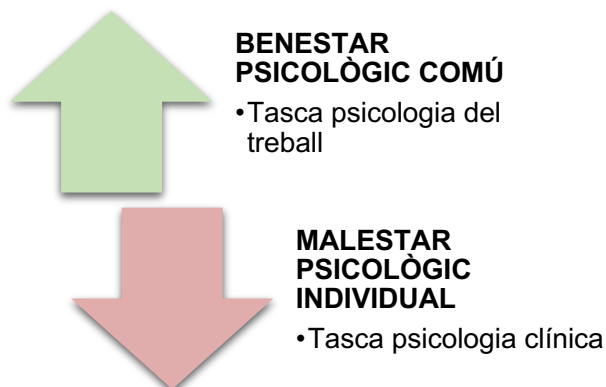 BENESTAR
PSICOLÒGIC COMÚ
•Tasca psicologia del
treball
MALESTAR
PSICOLÒGIC
INDIVIDUAL
•Tasca psicologia clínica